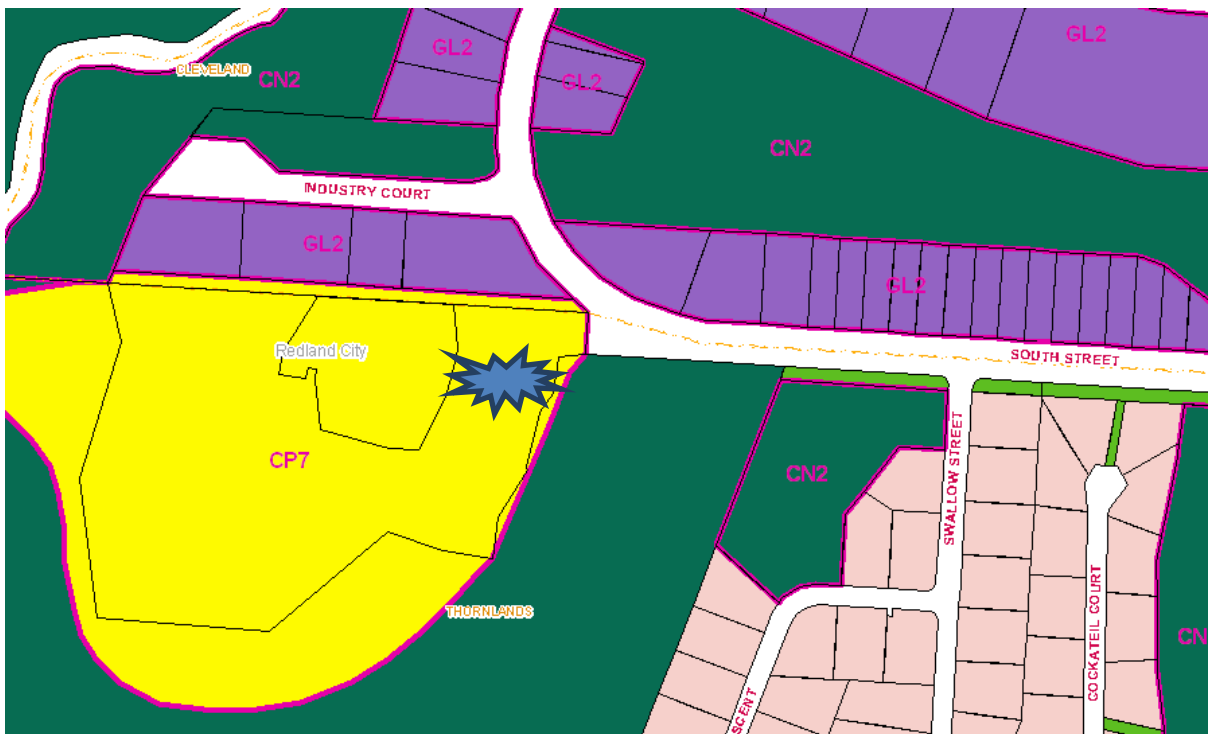 GL2
GL2
GL2
CLEVELAND
CN2
CN2
INDUSTRY COURT
GL2
GL2
Redland City
SOUTH STREET
CP7
CN2
SWALLOW STREET
COCKATEIL COURT
THORNLANDS
CN
SCENT